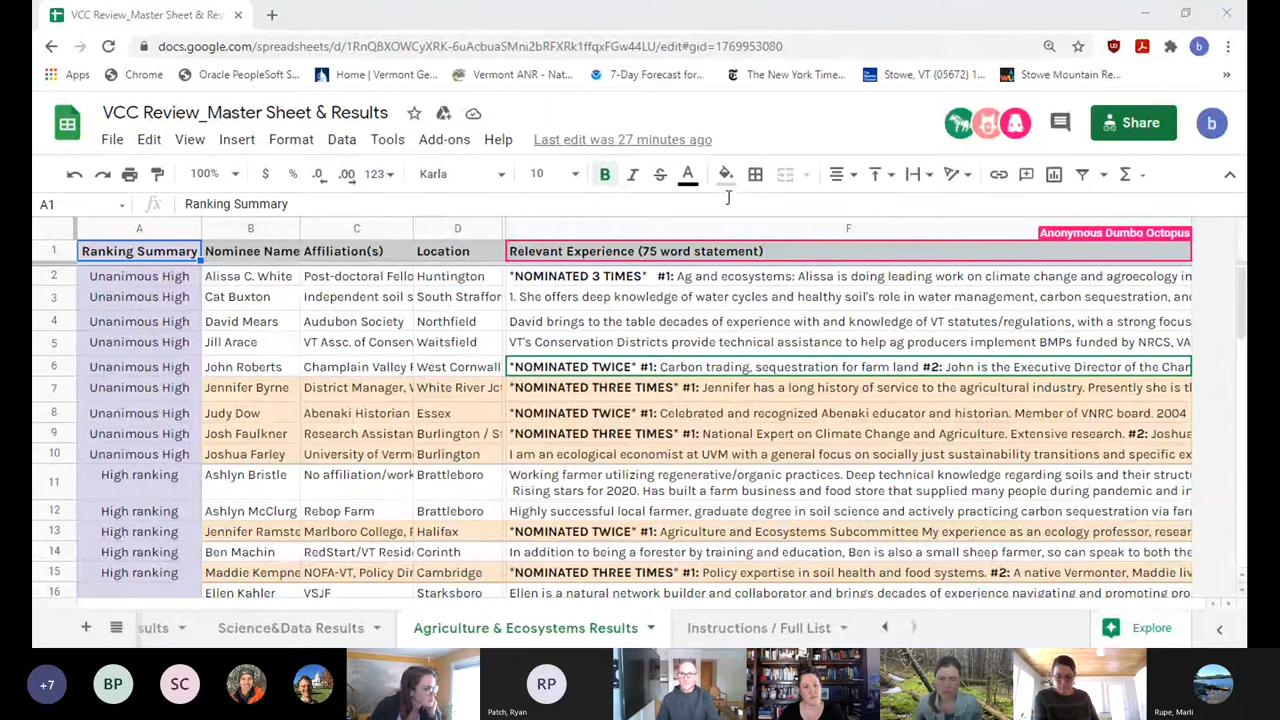 VCC Review_Master Sheet & Res
docs.google.com/spreadsheets/d/1RnQBXOWCyXRK-6uAcbuaSMni2bRFXRk1ffqxFGw44LU/edit#gid=1769953080
Apps Chrome Oracle PeopleSoft S... Home | Vermont Ge... Vermont ANR - Nat... 7-Day Forecast for... The New York Time... Stowe, VT (05672) 1... Stowe Mountain Re... »
VCC Review_Master Sheet & Results
File Edit View Insert Format Data Tools Add-ons Help Last edit was 27 minutes ago Share b
100% $ % .0 .00 123 Karla 10 B I S A
A1 fx Ranking Summary
A B C D F
Anonymous Dumbo Octopus
1 Ranking Summary Nominee Name Affiliation(s) Location Relevant Experience (75 word statement)
2 Unanimous High Alissa C. White Post-doctoral Fello Huntington *NOMINATED 3 TIMES* #1: Ag and ecosystems: Alissa is doing leading work on climate change and agroecology in
3 Unanimous High Cat Buxton Independent soil s South Straffor 1. She offers deep knowledge of water cycles and healthy soil's role in water management, carbon sequestration, and
4 Unanimous High David Mears Audubon Society Northfield David brings to the table decades of experience with and knowledge of VT statutes/regulations, with a strong focus
5 Unanimous High Jill Arace VT Assc. of Conser Waitsfield VT's Conservation Districts provide technical assistance to help ag producers implement BMPs funded by NRCS, VA
6 Unanimous High John Roberts Champlain Valley F West Cornwall *NOMINATED TWICE* #1: Carbon trading, sequestration for farm land #2: John is the Executive Director of the Cham
7 Unanimous High Jennifer Byrne District Manager, W White River Jct *NOMINATED THREE TIMES* #1: Jennifer has a long history of service to the agricultural industry. Presently she is th
8 Unanimous High Judy Dow Abenaki Historian Essex *NOMINATED TWICE* #1: Celebrated and recognized Abenaki educator and historian. Member of VNRC board. 2004
9 Unanimous High Josh Faulkner Research Assistan Burlington / S *NOMINATED THREE TIMES* #1: National Expert on Climate Change and Agriculture. Extensive research. #2: Joshua
10 Unanimous High Joshua Farley University of Verm Burlington I am an ecological economist at UVM with a general focus on socially just sustainability transitions and specific ex
11 High ranking Ashlyn Bristle No affiliation/work Brattleboro Working farmer utilizing regenerative/organic practices. Deep technical knowledge regarding soils and their struct
Rising stars for 2020. Has built a farm business and food store that supplied many people during pandemic and in
12 High ranking Ashlyn McClurg Rebop Farm Brattleboro Highly successful local farmer, graduate degree in soil science and actively practicing carbon sequestration via far
13 High ranking Jennifer Ramste Marlboro College, P Halifax *NOMINATED TWICE* #1: Agriculture and Ecosystems Subcommittee My experience as an ecology professor, resear
14 High ranking Ben Machin RedStart/VT Resid Corinth In addition to being a forester by training and education, Ben is also a small sheep farmer, so can speak to both the
15 High ranking Maddie Kempne NOFA-VT, Policy Dir Cambridge *NOMINATED THREE TIMES* #1: Policy expertise in soil health and food systems. #2: A native Vermonter, Maddie liv
16 Ellen Kahler VSJF Starksboro Ellen is a natural network builder and collaborator and brings decades of experience navigating and promoting pro
sults Science&Data Results Agriculture & Ecosystems Results Instructions / Full List Explore
+7 BP SC RP
Patch, Ryan Rupe, Marli